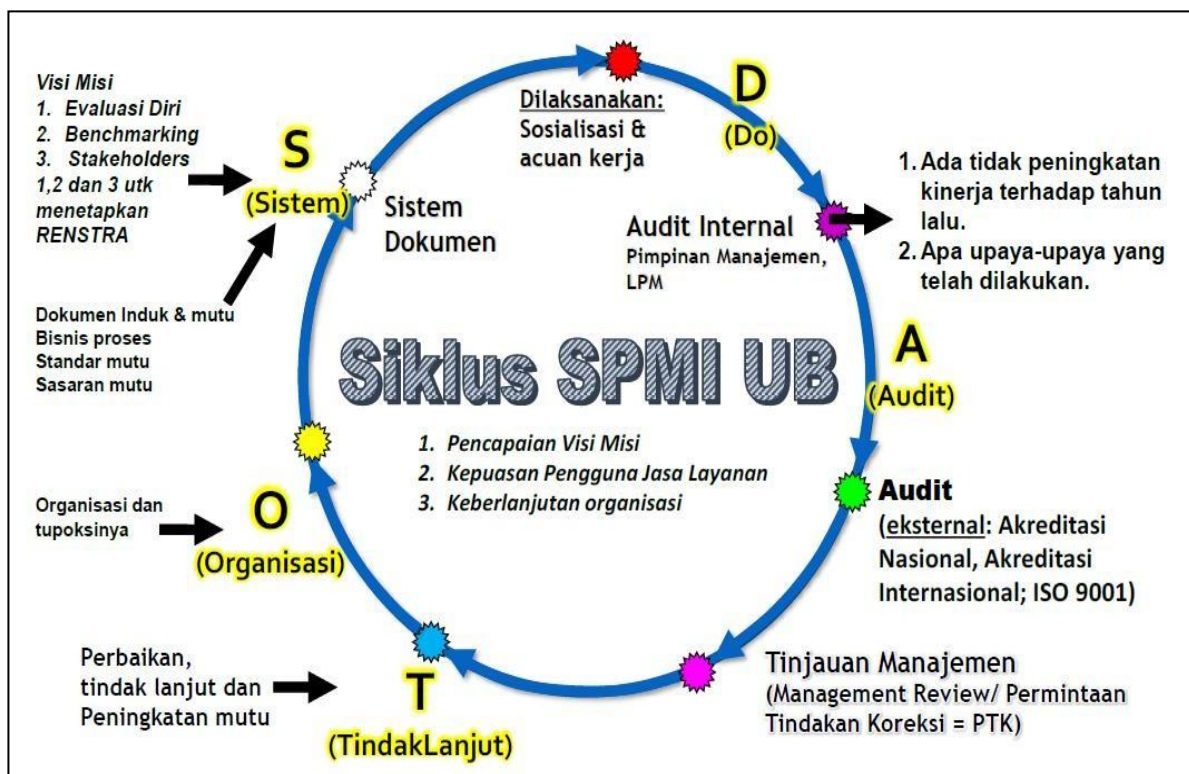 Visi Misi
1. Evaluasi Diri
2. Benchmarking
3. Stakeholders
1,2 dan 3 utk
menetapkan
RENSTRA
S
(Sistem)
Sistem
Dokumen
Dilaksanakan:
Sosialisasi &
acuan kerja
D
(Do)
1. Ada tidak peningkatan
kinerja terhadap tahun
lalu.
2. Apa upaya-upaya yang
telah dilakukan.
Audit Internal
Pimpinan Manajemen,
LPM
Dokumen Induk & mutu
Bisnis proses
Standar mutu
Sasaran mutu
Siklus SPMI UB
A
(Audit)
1. Pencapaian Visi Misi
2. Kepuasan Pengguna Jasa Layanan
3. Keberlanjutan organisasi
Audit
(eksternal: Akreditasi
Nasional, Akreditasi
Internasional; ISO 9001)
Organisasi dan
tupoksinya
O
(Organisasi)
Perbaikan,
tindak lanjut dan
Peningkatan mutu
T
(TindakLanjut)
Tinjauan Manajemen
(Management Review/ Permintaan
Tindakan Koreksi = PTK)